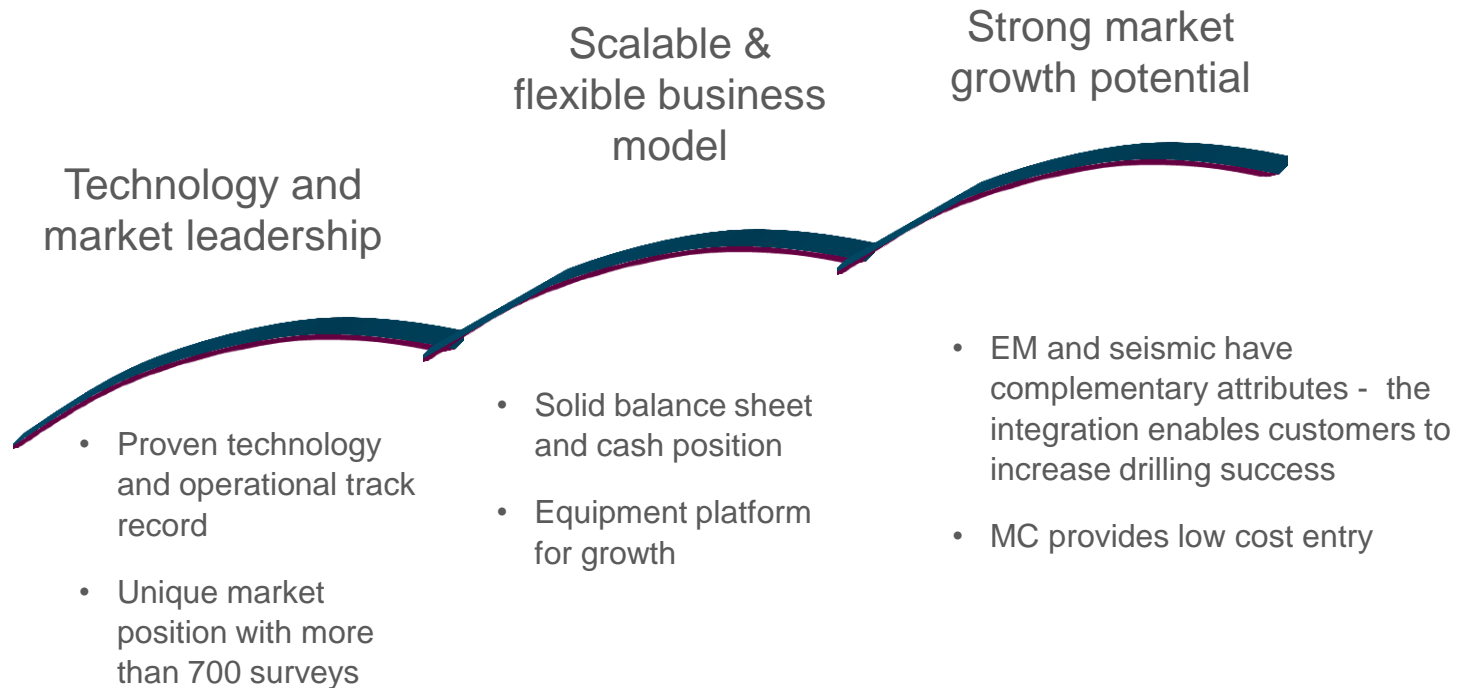 Technology and
market leadership
• Proven technology
and operational track
record
• Unique market
position with more
than 700 surveys
Scalable &
flexible business
model
• Solid balance sheet
and cash position
• Equipment platform
for growth
Strong market
growth potential
• EM and seismic have
complementary attributes - the
integration enables customers to
increase drilling success
• MC provides low cost entry